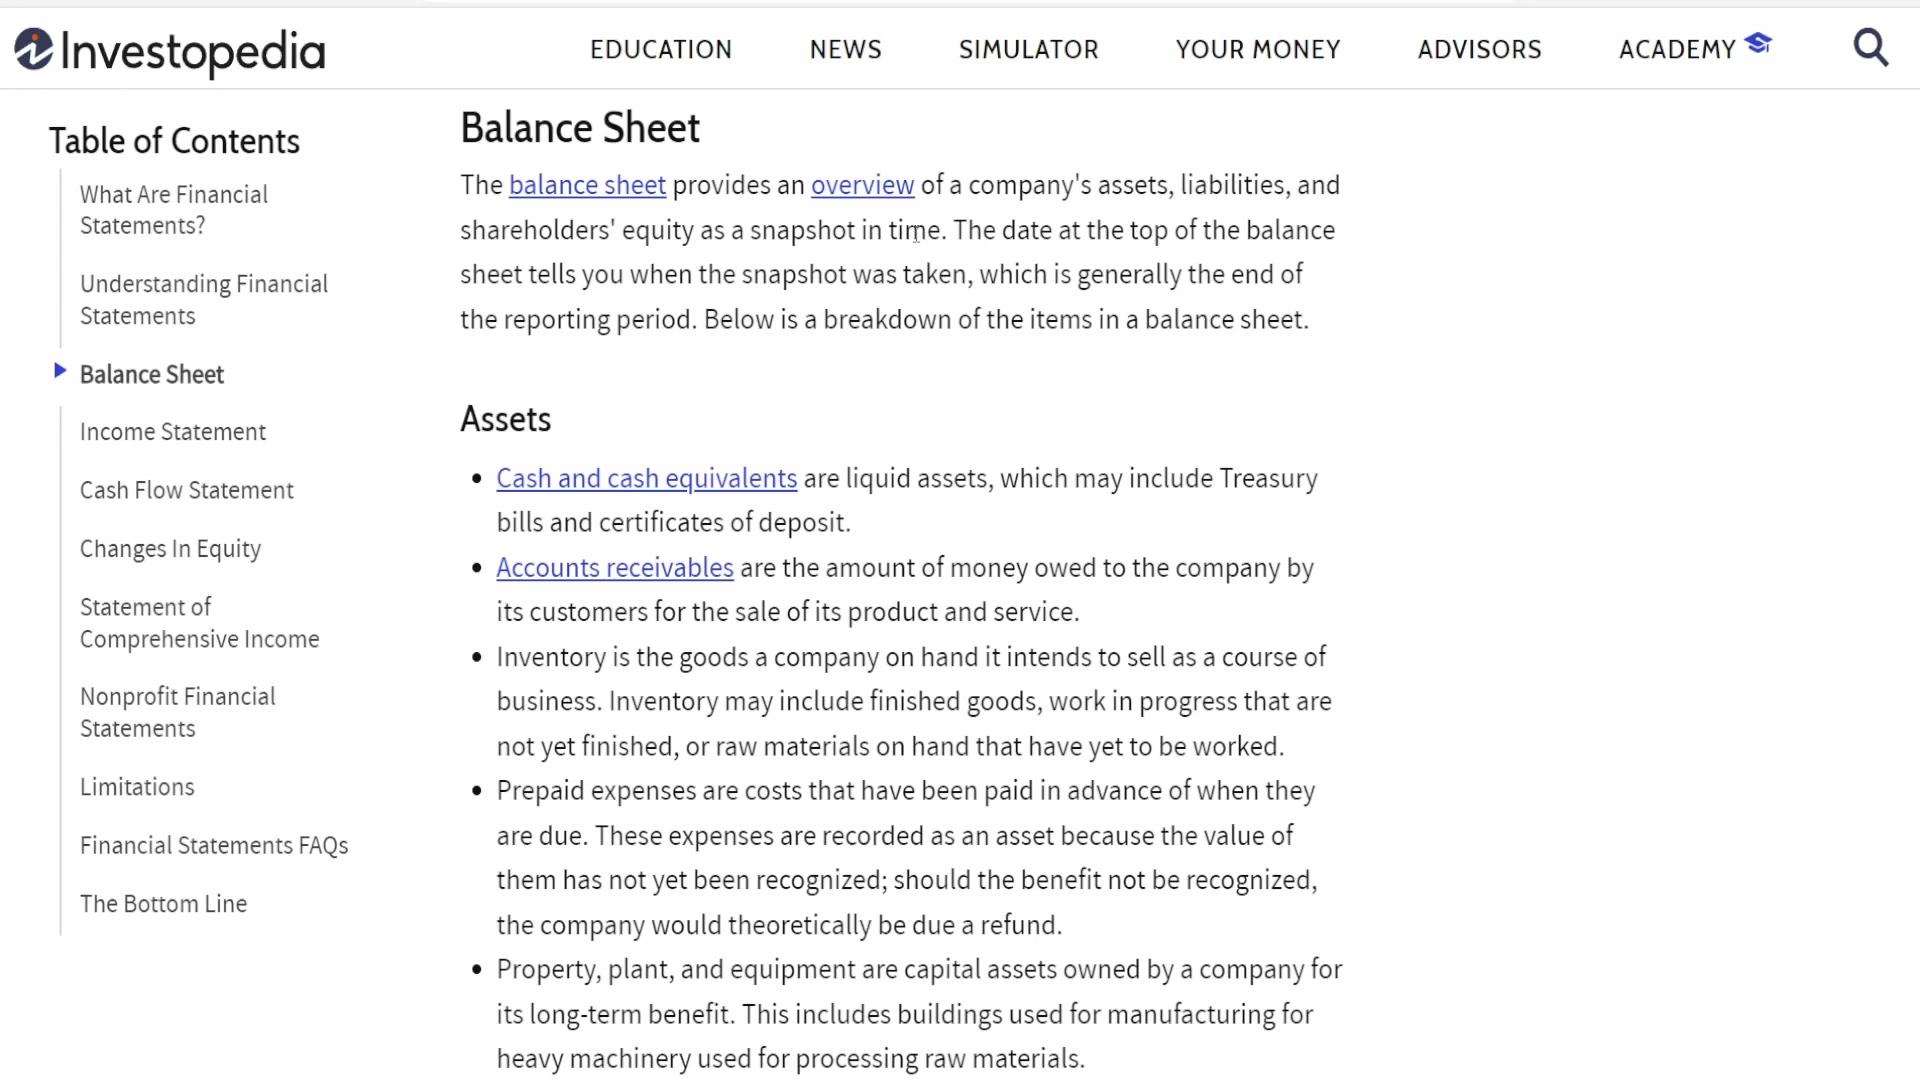 Investopedia
EDUCATION NEWS SIMULATOR YOUR MONEY ADVISORS ACADEMY
Table of Contents
What Are Financial
Statements?
Understanding Financial
Statements
Balance Sheet
Income Statement
Cash Flow Statement
Changes In Equity
Statement of
Comprehensive Income
Nonprofit Financial
Statements
Limitations
Financial Statements FAQs
The Bottom Line
Balance Sheet
The balance sheet provides an overview of a company's assets, liabilities, and
shareholders' equity as a snapshot in time. The date at the top of the balance
sheet tells you when the snapshot was taken, which is generally the end of
the reporting period. Below is a breakdown of the items in a balance sheet.
Assets
• Cash and cash equivalents are liquid assets, which may include Treasury
bills and certificates of deposit.
• Accounts receivables are the amount of money owed to the company by
its customers for the sale of its product and service.
• Inventory is the goods a company on hand it intends to sell as a course of
business. Inventory may include finished goods, work in progress that are
not yet finished, or raw materials on hand that have yet to be worked.
• Prepaid expenses are costs that have been paid in advance of when they
are due. These expenses are recorded as an asset because the value of
them has not yet been recognized; should the benefit not be recognized,
the company would theoretically be due a refund.
• Property, plant, and equipment are capital assets owned by a company for
its long-term benefit. This includes buildings used for manufacturing for
heavy machinery used for processing raw materials.